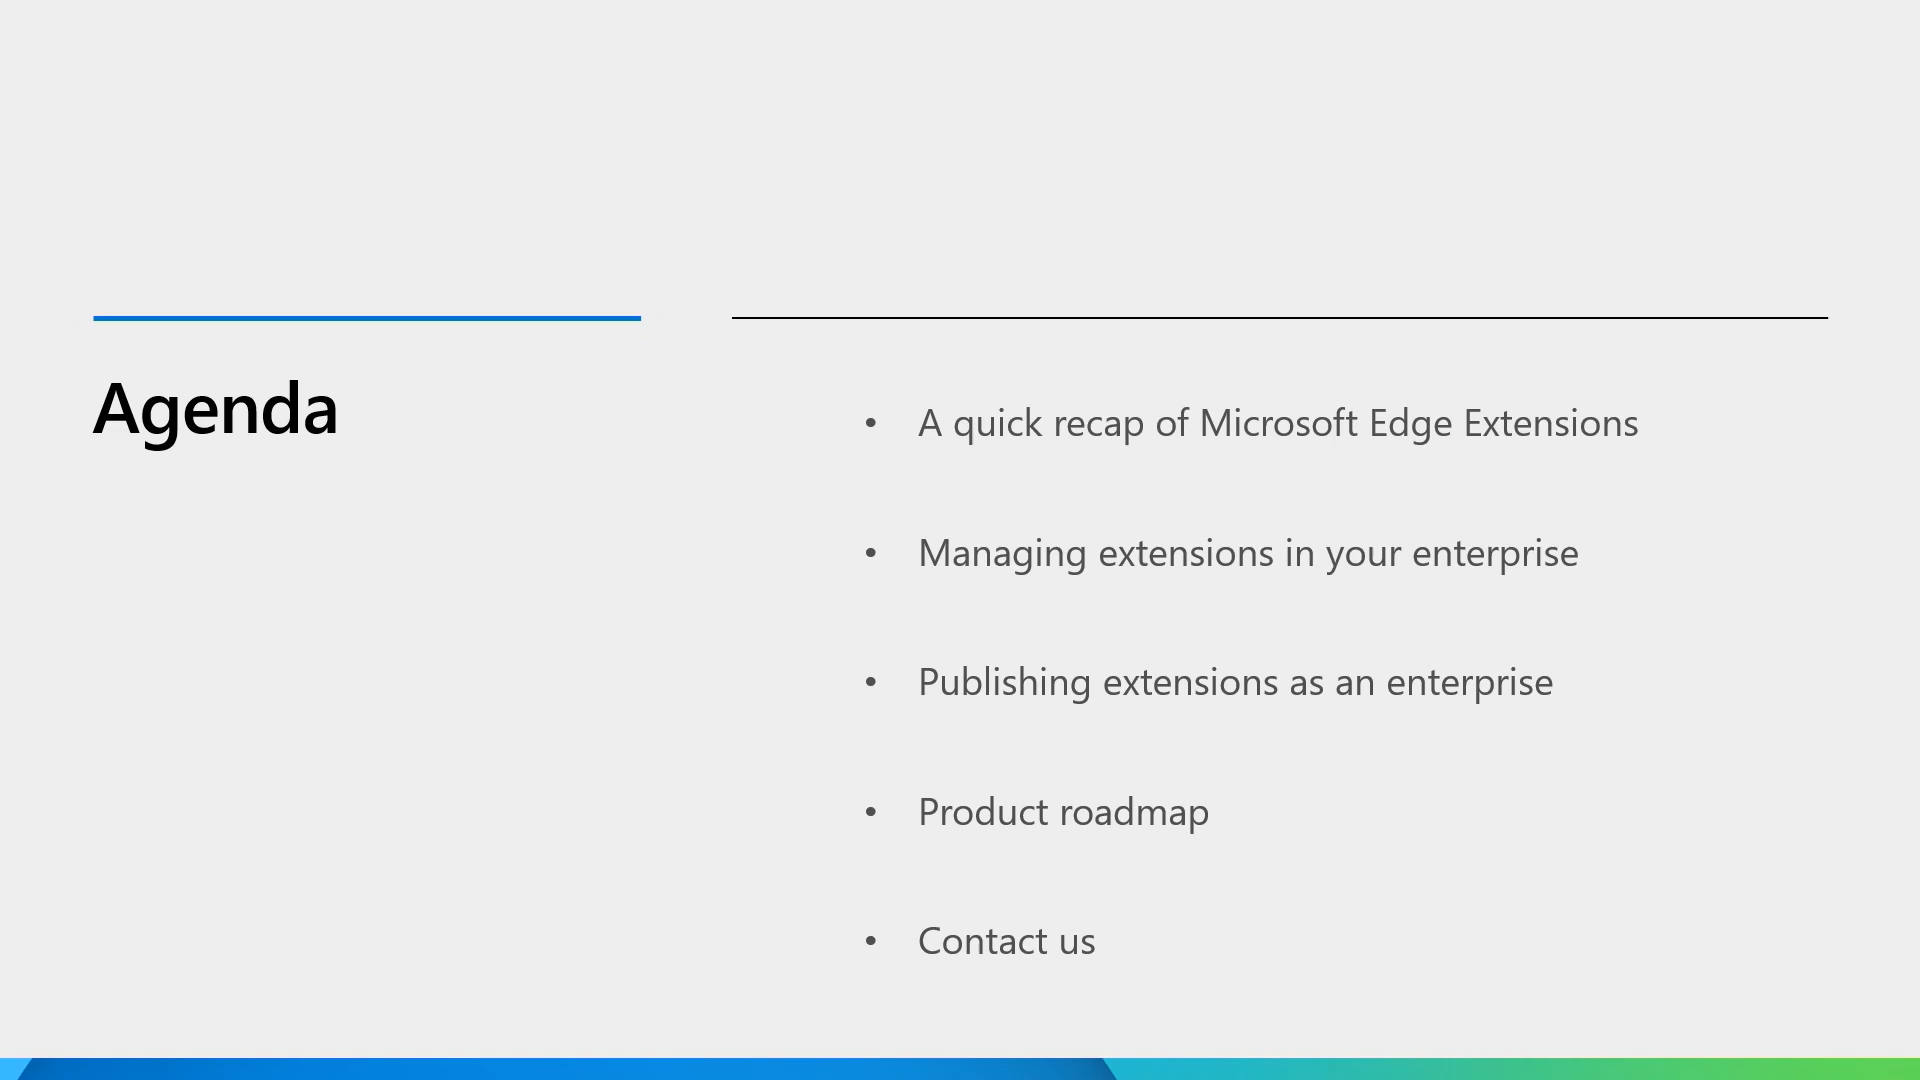 Agenda
• A quick recap of Microsoft Edge Extensions
• Managing extensions in your enterprise
• Publishing extensions as an enterprise
• Product roadmap
• Contact us